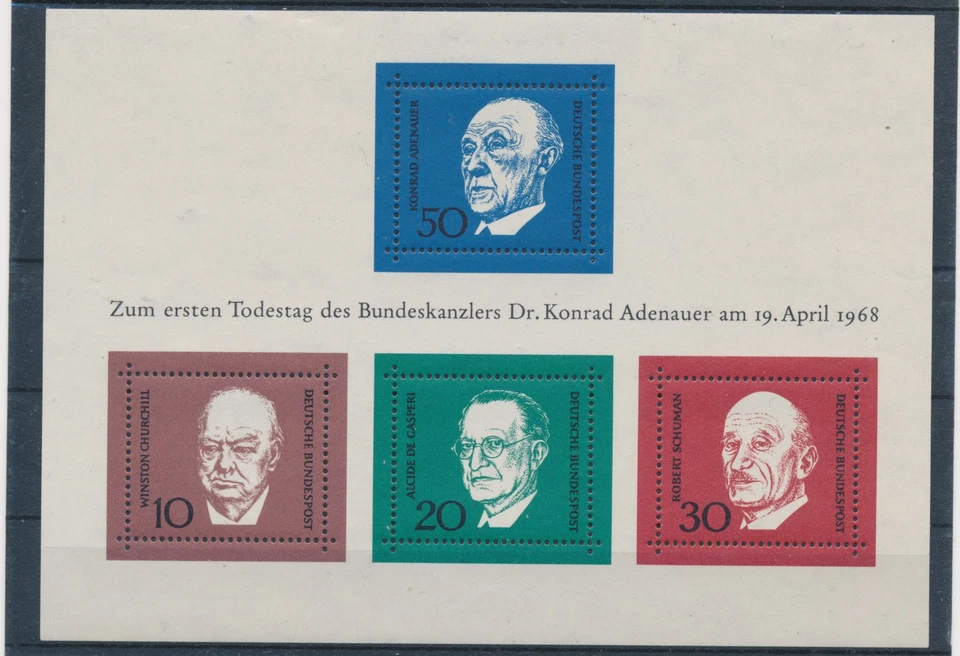 KONRAD ADENAUER
50
DEUTSCHE BUNDESPOST
Zum ersten Todestag des Bundeskanzlers Dr. Konrad Adenauer am 19. April 1968
WINSTON CHURCHILL
10
DEUTSCHE BUNDESPOST
ALCIDE DE GASPERI
20
DEUTSCHE BUNDESPOST
ROBERT SCHUMAN
30
DEUTSCHE BUNDESPOST